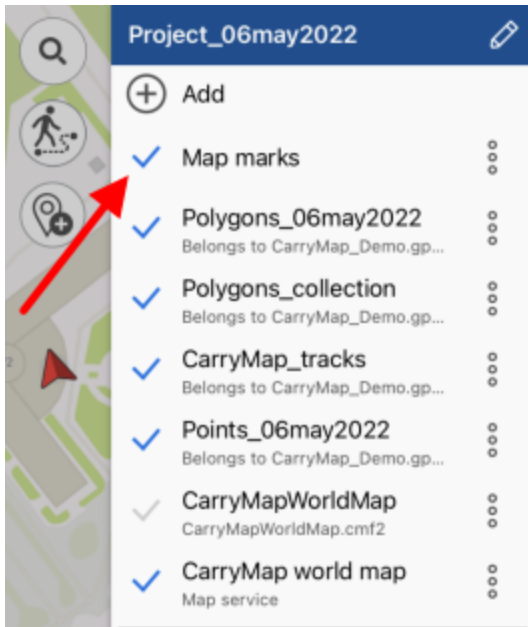 Project_06may2022
Add
Map marks
Polygons_06may2022
Belongs to CarryMap_Demo.gp...
Polygons_collection
Belongs to CarryMap_Demo.gp...
CarryMap_tracks
Belongs to CarryMap_Demo.gp...
Points_06may2022
Belongs to CarryMap_Demo.gp...
CarryMapWorldMap
CarryMapWorldMap.cmf2
CarryMap world map
Map service